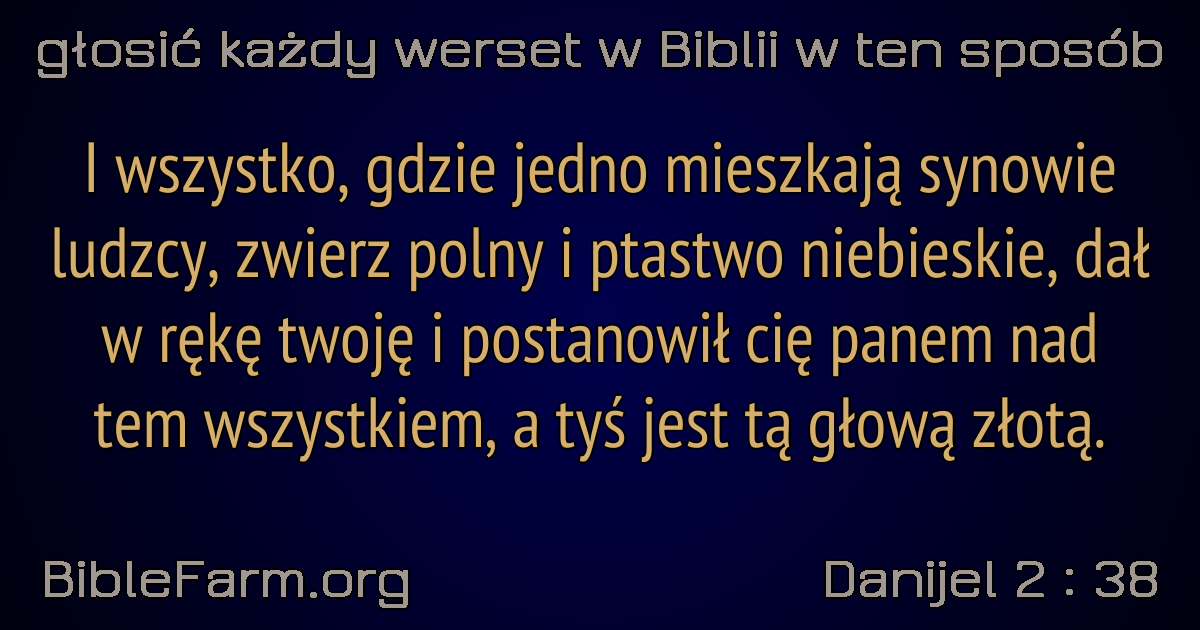 głosić każdy werset w Biblii w ten sposób
I wszystko, gdzie jedno mieszkają synowie
ludzcy, zwierz polny i ptastwo niebieskie, dał
w rękę twoję i postanowił cię panem nad
tem wszystkiem, a tyś jest tą głową złotą.
BibleFarm.org
Danijel 2 : 38